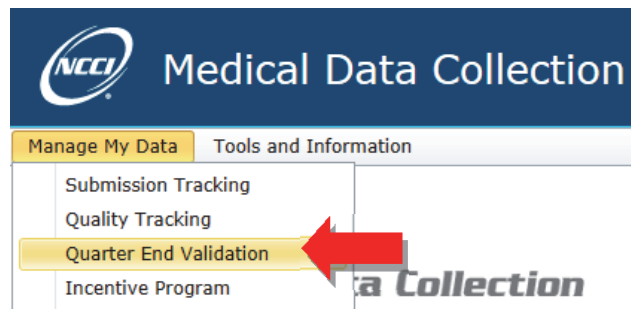 NCCI
Medical Data Collection
Manage My Data Tools and Information
Submission Tracking
Quality Tracking
Quarter End Validation
Incentive Program
a Collection